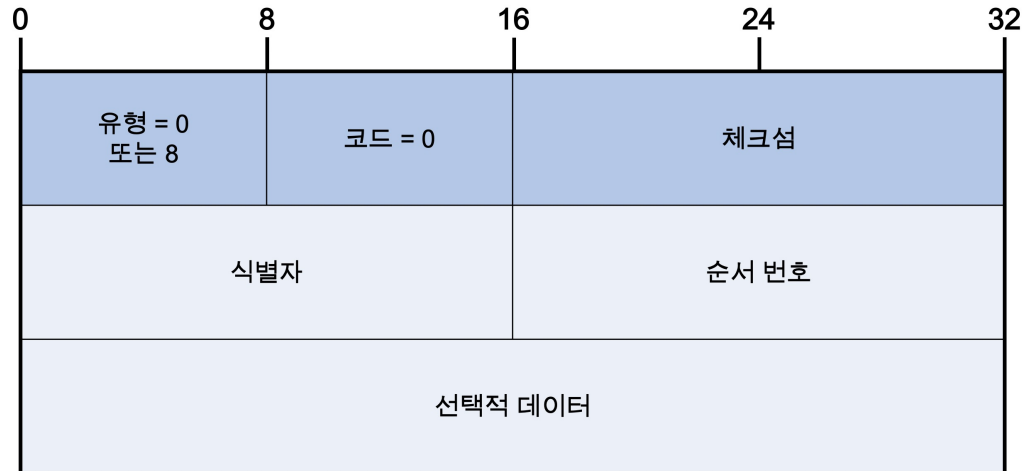 0 8 16 24 32
유형 = 0
또는 8
코드 = 0
체크섬
식별자
순서 번호
선택적 데이터